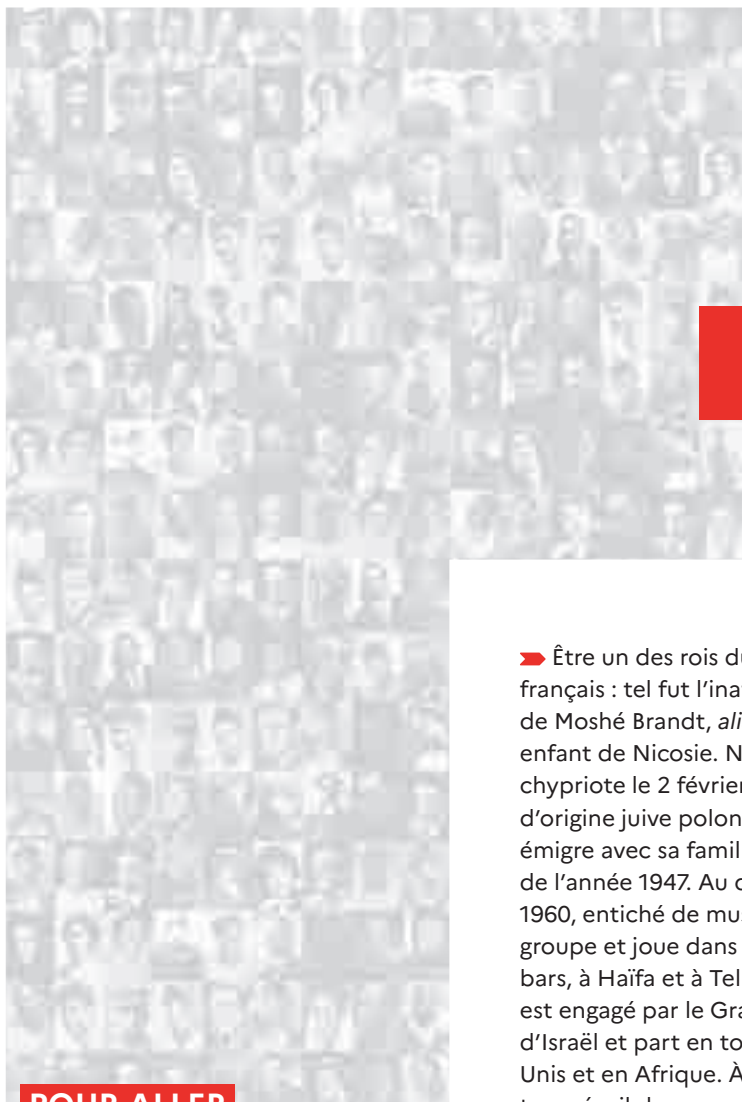 Être un des rois du
français : tel fut l’ina
de Moshé Brandt, ali
enfant de Nicosie. N
chypriote le 2 février
d’origine juive polon
émigre avec sa famil
de l’année 1947. Au
1960, entiché de mu
groupe et joue dans
bars, à Haïfa et à Tel
est engagé par le Gra
d’Israël et part en to
Unis et en Afrique. À
POUR ALLER